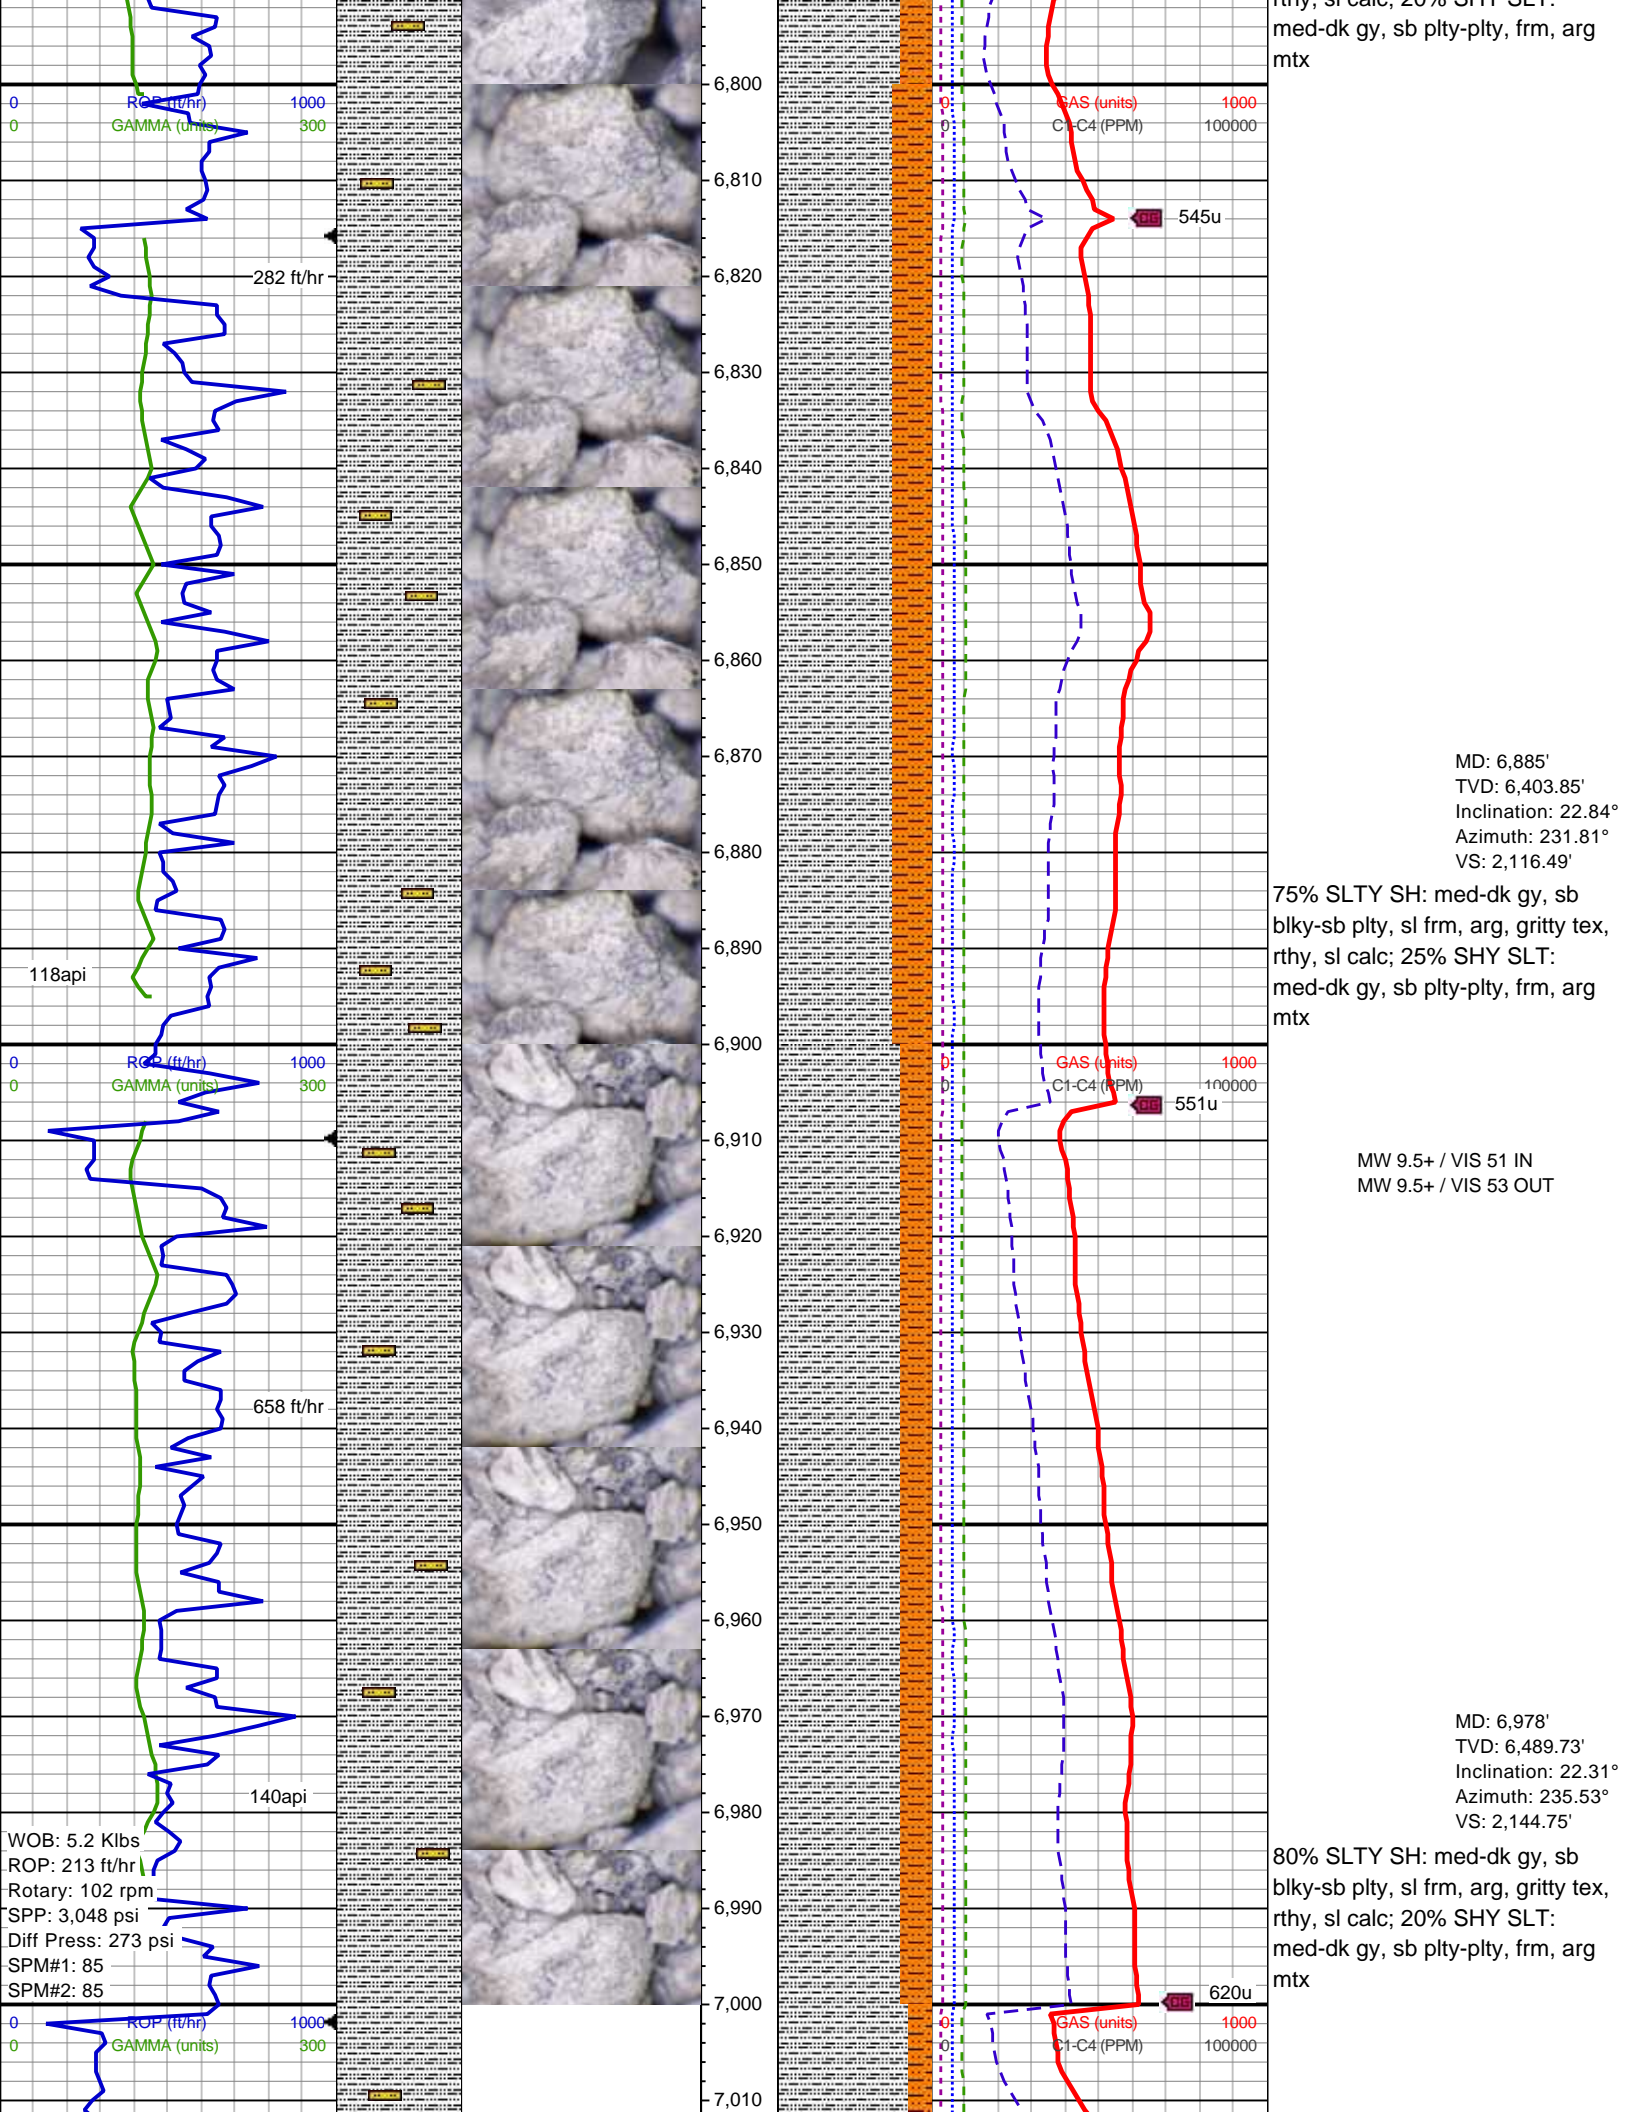 rthy, sl calc; 20% SHY SLT:
med-dk gy, sb plty-plty, frm, arg
mtx
6,800
0 ROP (ft/hr) 1000
0 GAMMA (units) 300
0 GAS (units) 1000
0 C1-C4 (PPM) 100000
6,810
CG 545u
282 ft/hr
6,820
6,830
6,840
6,850
6,860
6,870
MD: 6,885'
TVD: 6,403.85'
Inclination: 22.84°
Azimuth: 231.81°
VS: 2,116.49'
6,880
75% SLTY SH: med-dk gy, sb
blky-sb plty, sl frm, arg, gritty tex,
rthy, sl calc; 25% SHY SLT:
med-dk gy, sb plty-plty, frm, arg
mtx
6,890
118api
6,900
0 ROP (ft/hr) 1000
0 GAMMA (units) 300
0 GAS (units) 1000
0 C1-C4 (PPM) 100000
CG 551u
6,910
MW 9.5+ / VIS 51 IN
MW 9.5+ / VIS 53 OUT
6,920
6,930
658 ft/hr
6,940
6,950
6,960
6,970
MD: 6,978'
TVD: 6,489.73'
Inclination: 22.31°
Azimuth: 235.53°
VS: 2,144.75'
140api
6,980
WOB: 5.2 Klbs
ROP: 213 ft/hr
Rotary: 102 rpm
SPP: 3,048 psi
Diff Press: 273 psi
SPM#1: 85
SPM#2: 85
80% SLTY SH: med-dk gy, sb
blky-sb plty, sl frm, arg, gritty tex,
rthy, sl calc; 20% SHY SLT:
med-dk gy, sb plty-plty, frm, arg
mtx
6,990
CG 620u
7,000
0 ROP (ft/hr) 1000
0 GAMMA (units) 300
0 GAS (units) 1000
0 C1-C4 (PPM) 100000
7,010